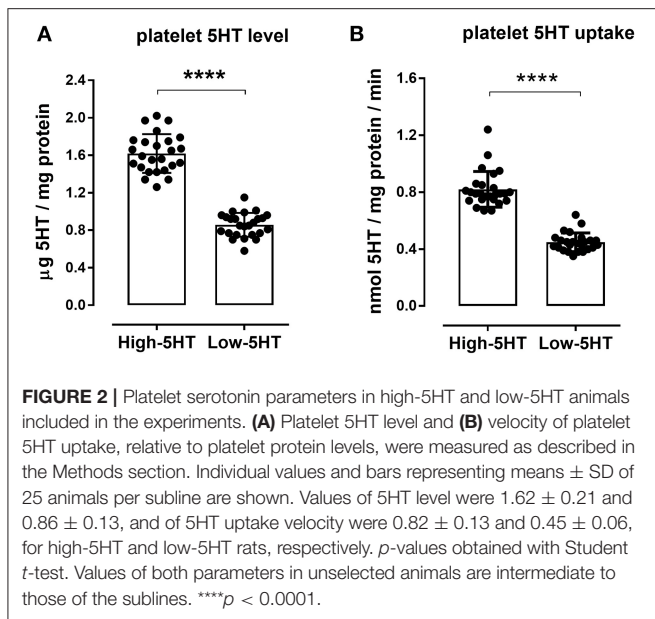 A platelet 5HT level
****
µg 5HT / mg protein
2.4
2.0
1.6
1.2
0.8
0.4
0.0
High-5HT Low-5HT
B platelet 5HT uptake
****
nmol 5HT / mg protein / min
1.6
1.2
0.8
0.4
0.0
High-5HT Low-5HT
FIGURE 2 | Platelet serotonin parameters in high-5HT and low-5HT animals
included in the experiments. (A) Platelet 5HT level and (B) velocity of platelet
5HT uptake, relative to platelet protein levels, were measured as described in
the Methods section. Individual values and bars representing means ± SD of
25 animals per subline are shown. Values of 5HT level were 1.62 ± 0.21 and
0.86 ± 0.13, and of 5HT uptake velocity were 0.82 ± 0.13 and 0.45 ± 0.06,
for high-5HT and low-5HT rats, respectively. p-values obtained with Student
t-test. Values of both parameters in unselected animals are intermediate to
those of the sublines. ****p < 0.0001.